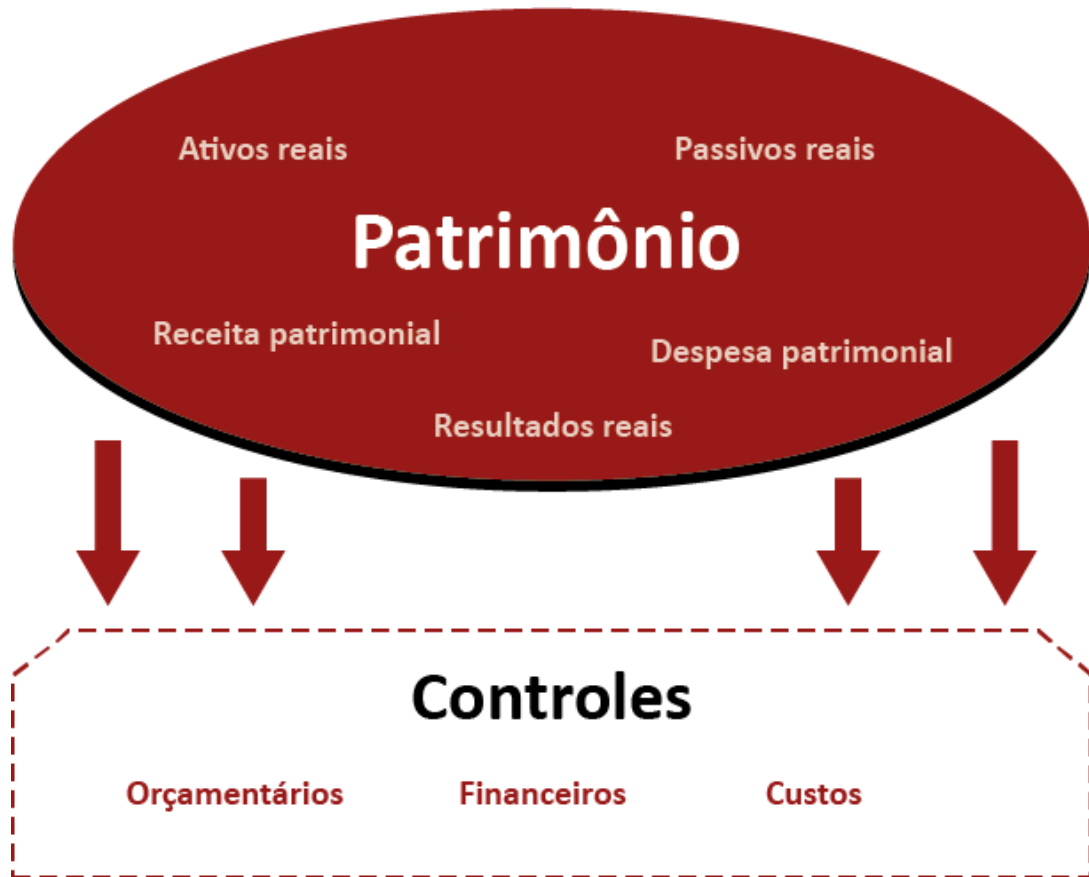 Ativos reais
Passivos reais
Patrimônio
Receita patrimonial
Despesa patrimonial
Resultados reais
Controles
Orçamentários
Financeiros
Custos